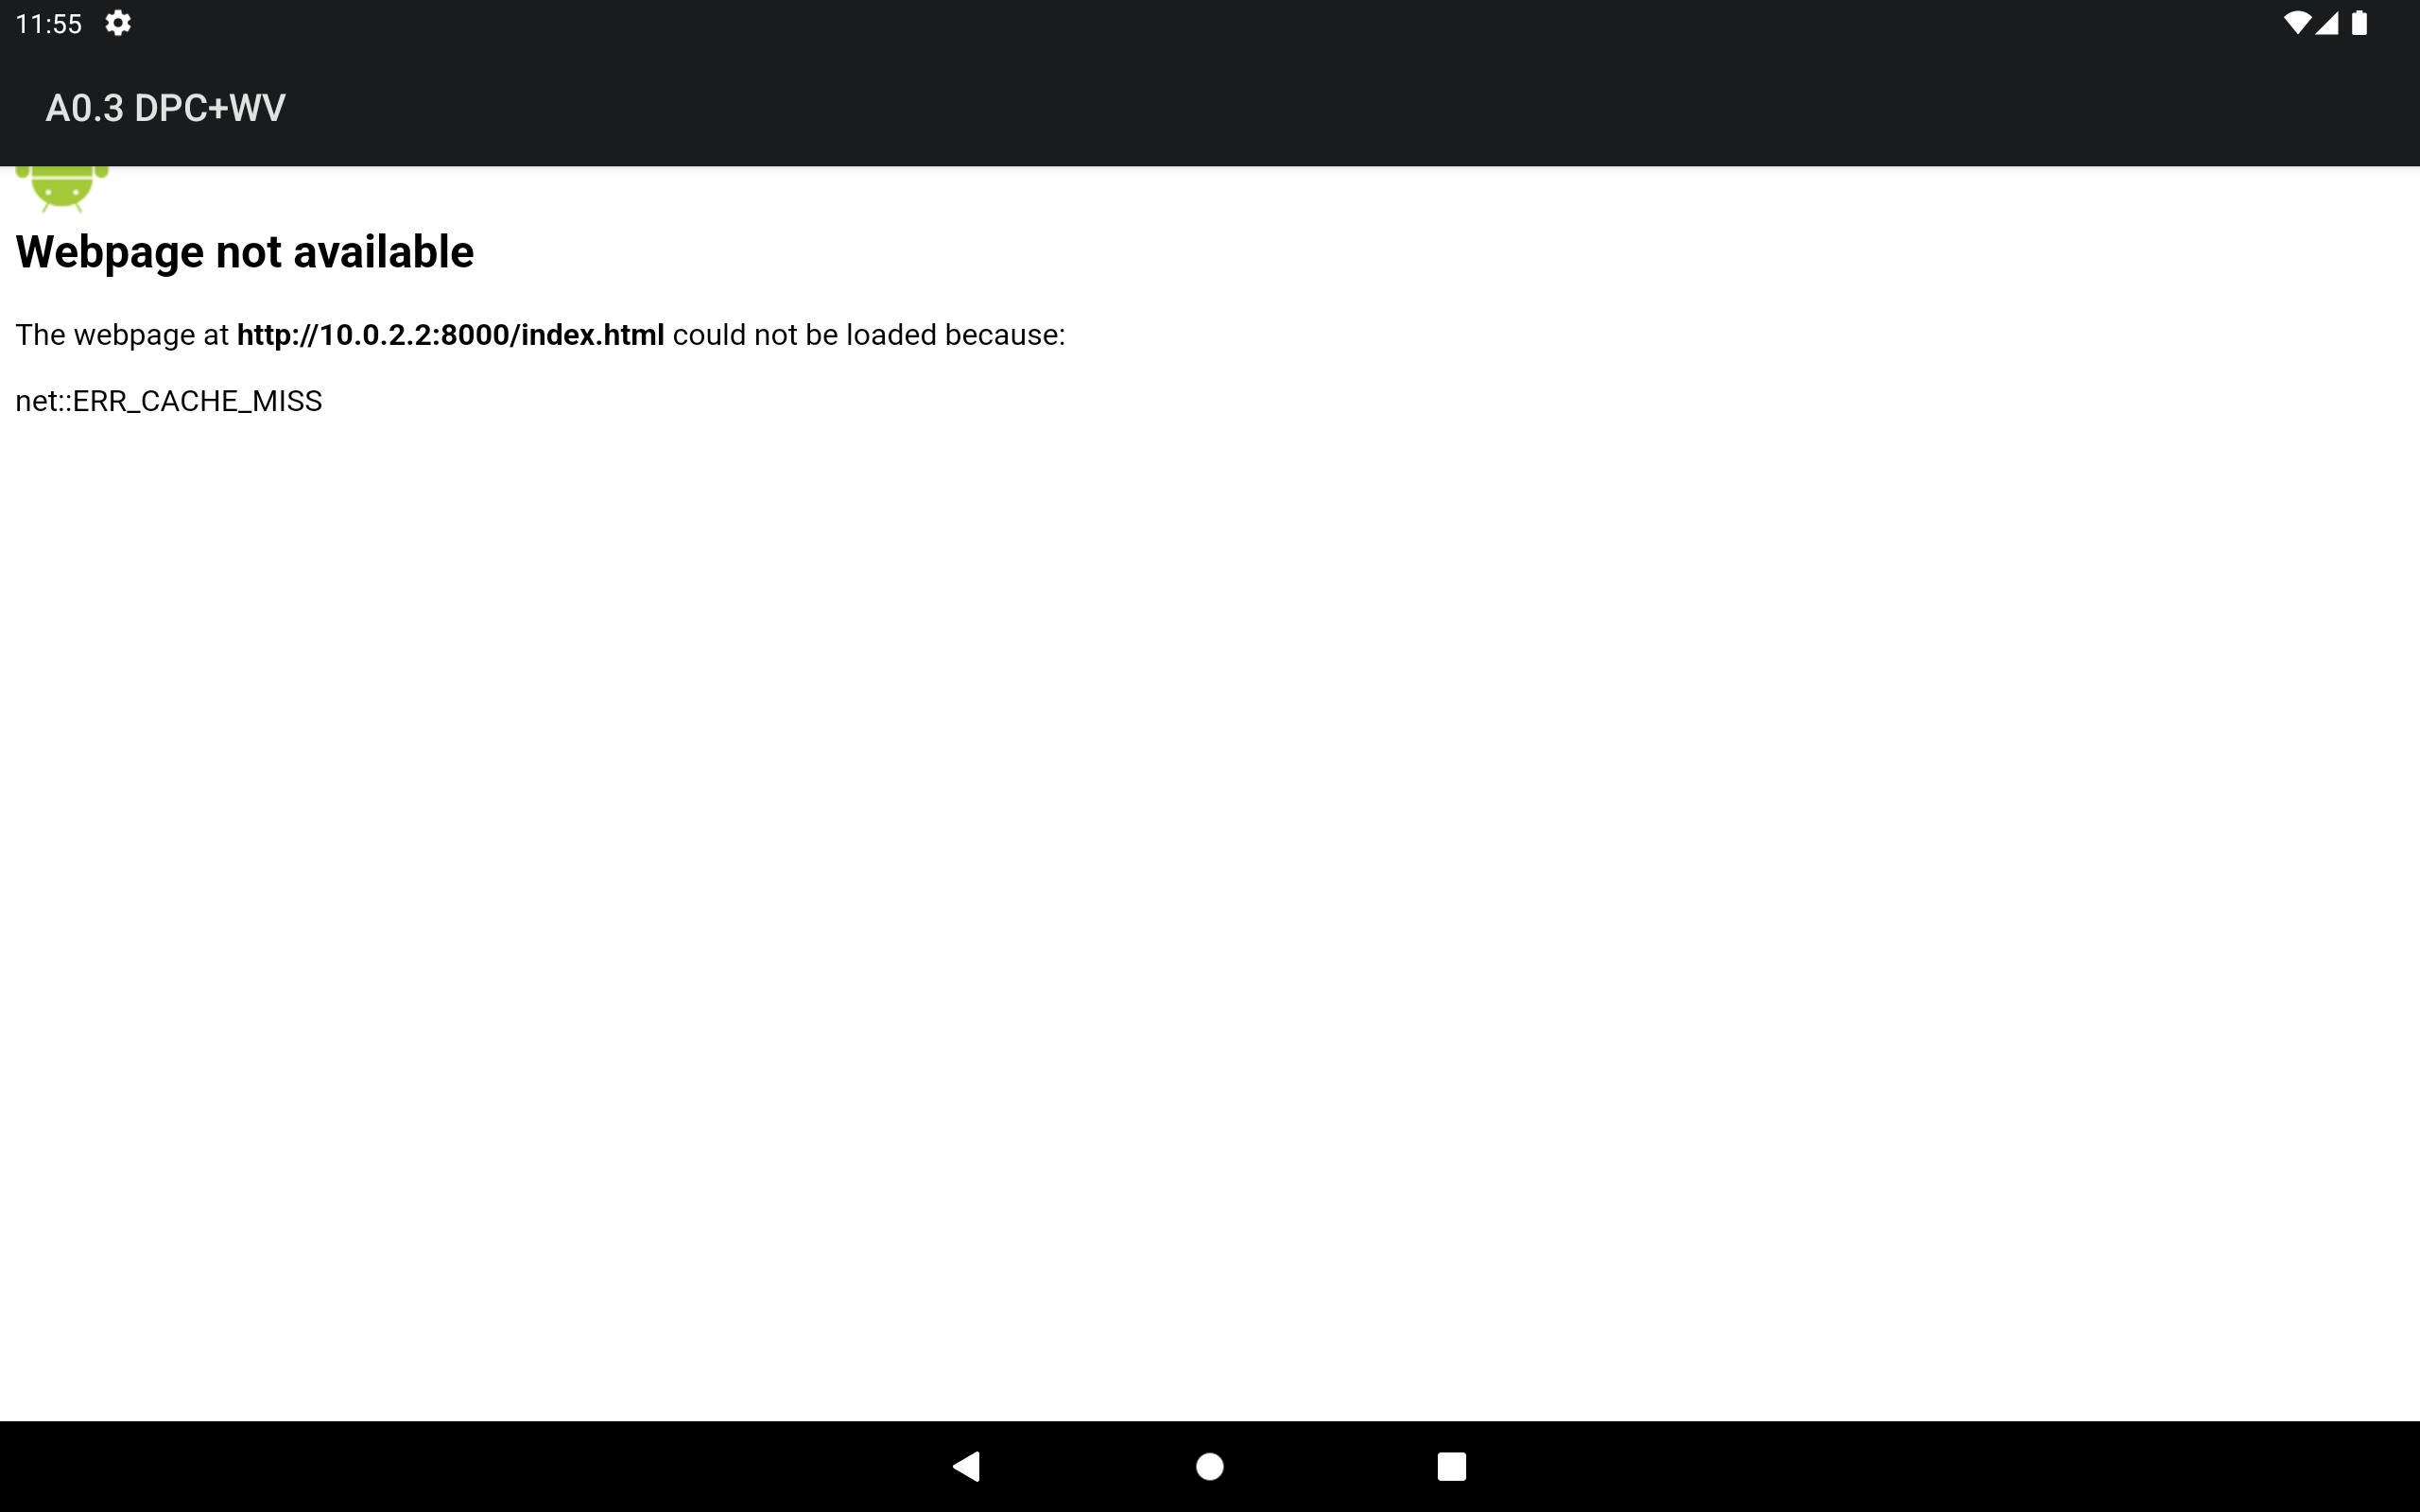 11:55
A0.3 DPC+WV
Webpage not available
The webpage at http://10.0.2.2:8000/index.html could not be loaded because:
net::ERR_CACHE_MISS